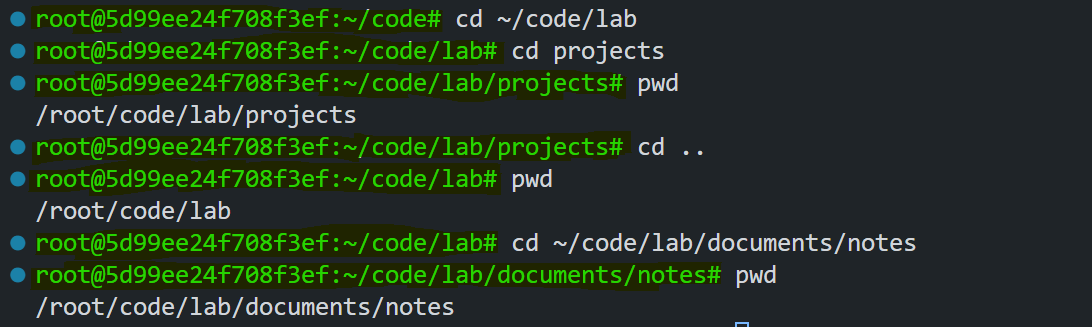 root@5d99ee24f708f3ef:~/code# cd ~/code/lab
root@5d99ee24f708f3ef:~/code/lab# cd projects
root@5d99ee24f708f3ef:~/code/lab/projects# pwd
/root/code/lab/projects
root@5d99ee24f708f3ef:~/code/lab/projects# cd ..
root@5d99ee24f708f3ef:~/code/lab# pwd
/root/code/lab
root@5d99ee24f708f3ef:~/code/lab# cd ~/code/lab/documents/notes
root@5d99ee24f708f3ef:~/code/lab/documents/notes# pwd
/root/code/lab/documents/notes